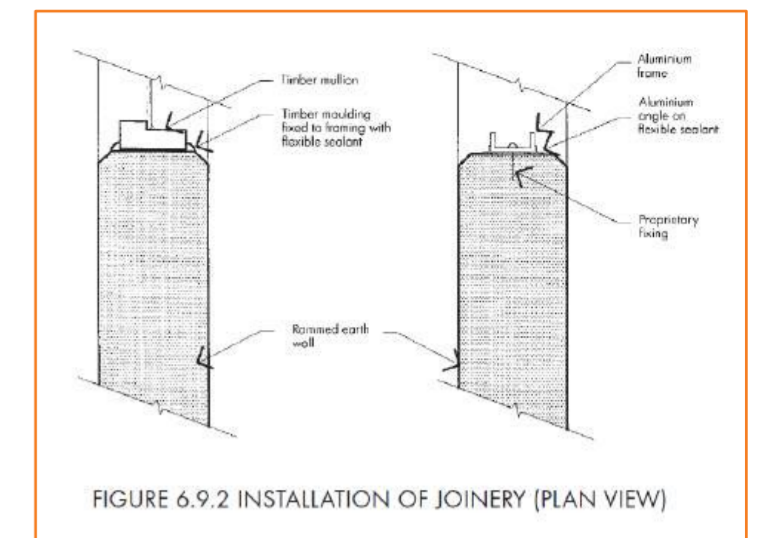 Timber mullion
Timber moulding
fixed to framing with
flexible sealant
Rammed earth
wall
Aluminium
frame
Aluminium
angle on
flexible sealant
Proprietary
fixing
FIGURE 6.9.2 INSTALLATION OF JOINERY (PLAN VIEW)